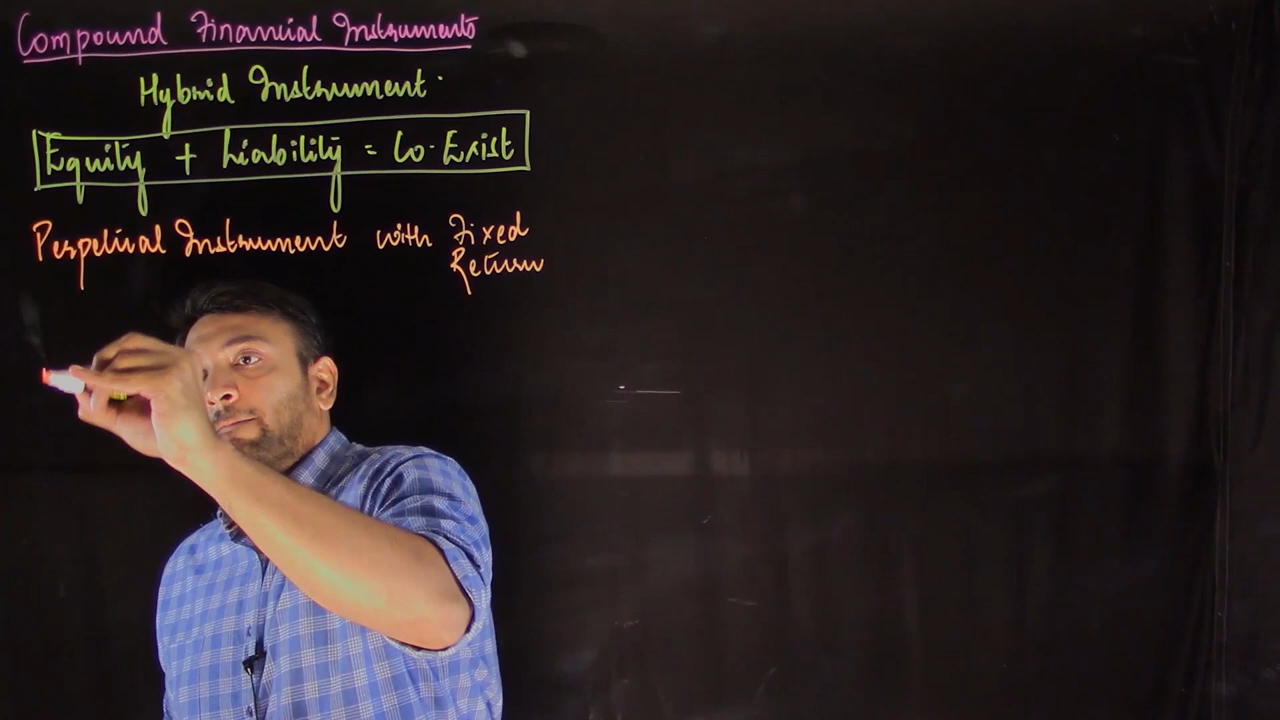 Compound Financial Instruments
Hybrid Instrument.
Equity + Liability = Co-Exist
Perpetual Instrument with Fixed
Return